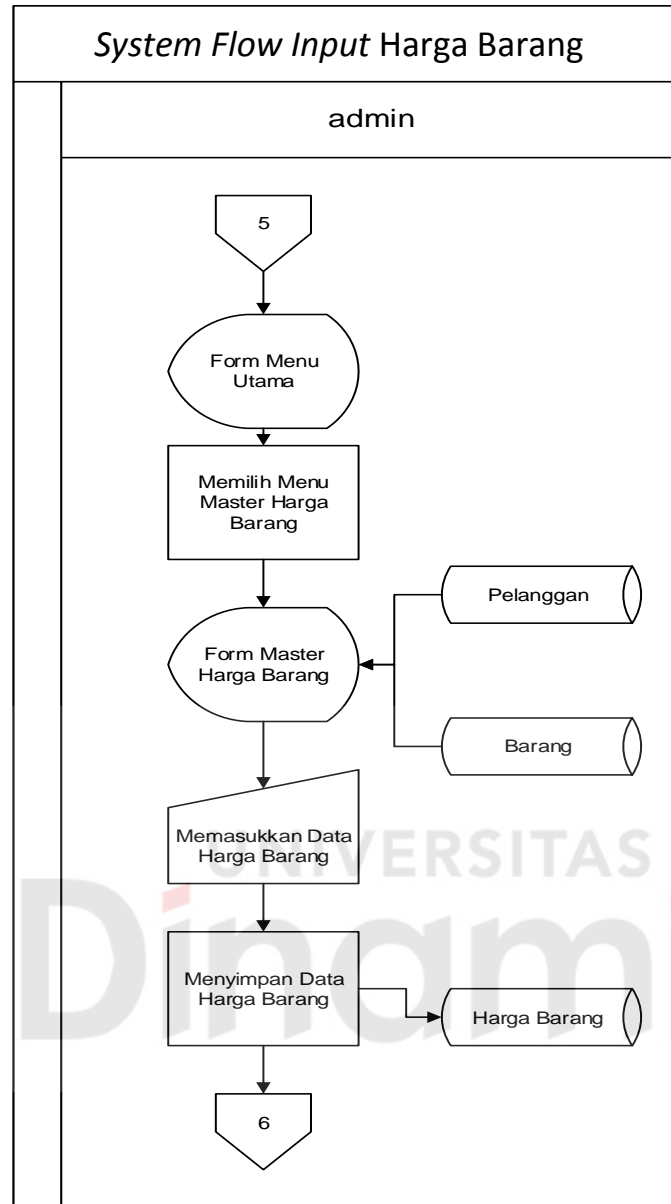 System Flow Input Harga Barang
admin
5
Form Menu
Utama
Memilih Menu
Master Harga
Barang
Pelanggan
Form Master
Harga Barang
Barang
Memasukkan Data
Harga Barang
UNIVERSITAS
Dinami
Menyimpan Data
Harga Barang
Harga Barang
6